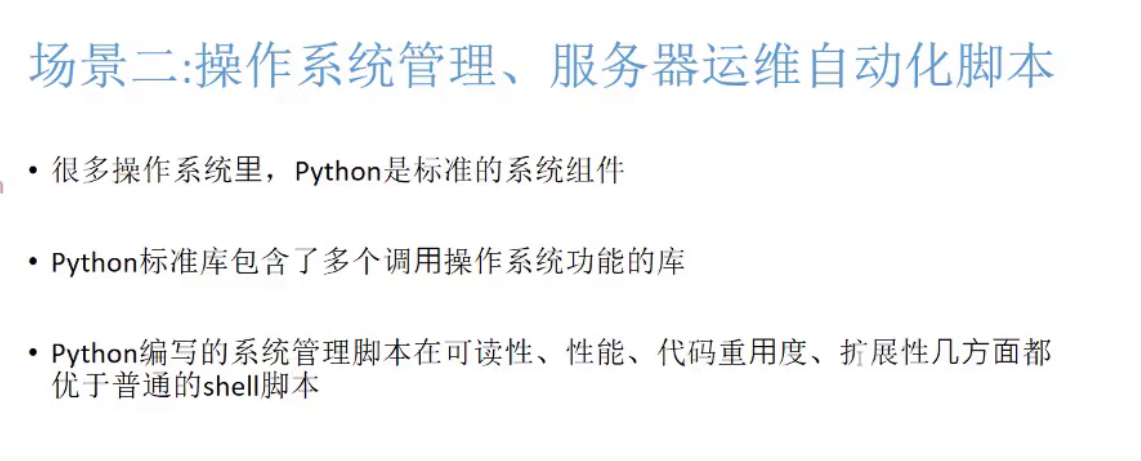 场景二:操作系统管理、服务器运维自动化脚本
• 很多操作系统里，Python是标准的系统组件
• Python标准库包含了多个调用操作系统功能的库
• Python编写的系统管理脚本在可读性、性能、代码重用度、扩展性几方面都
优于普通的shell脚本